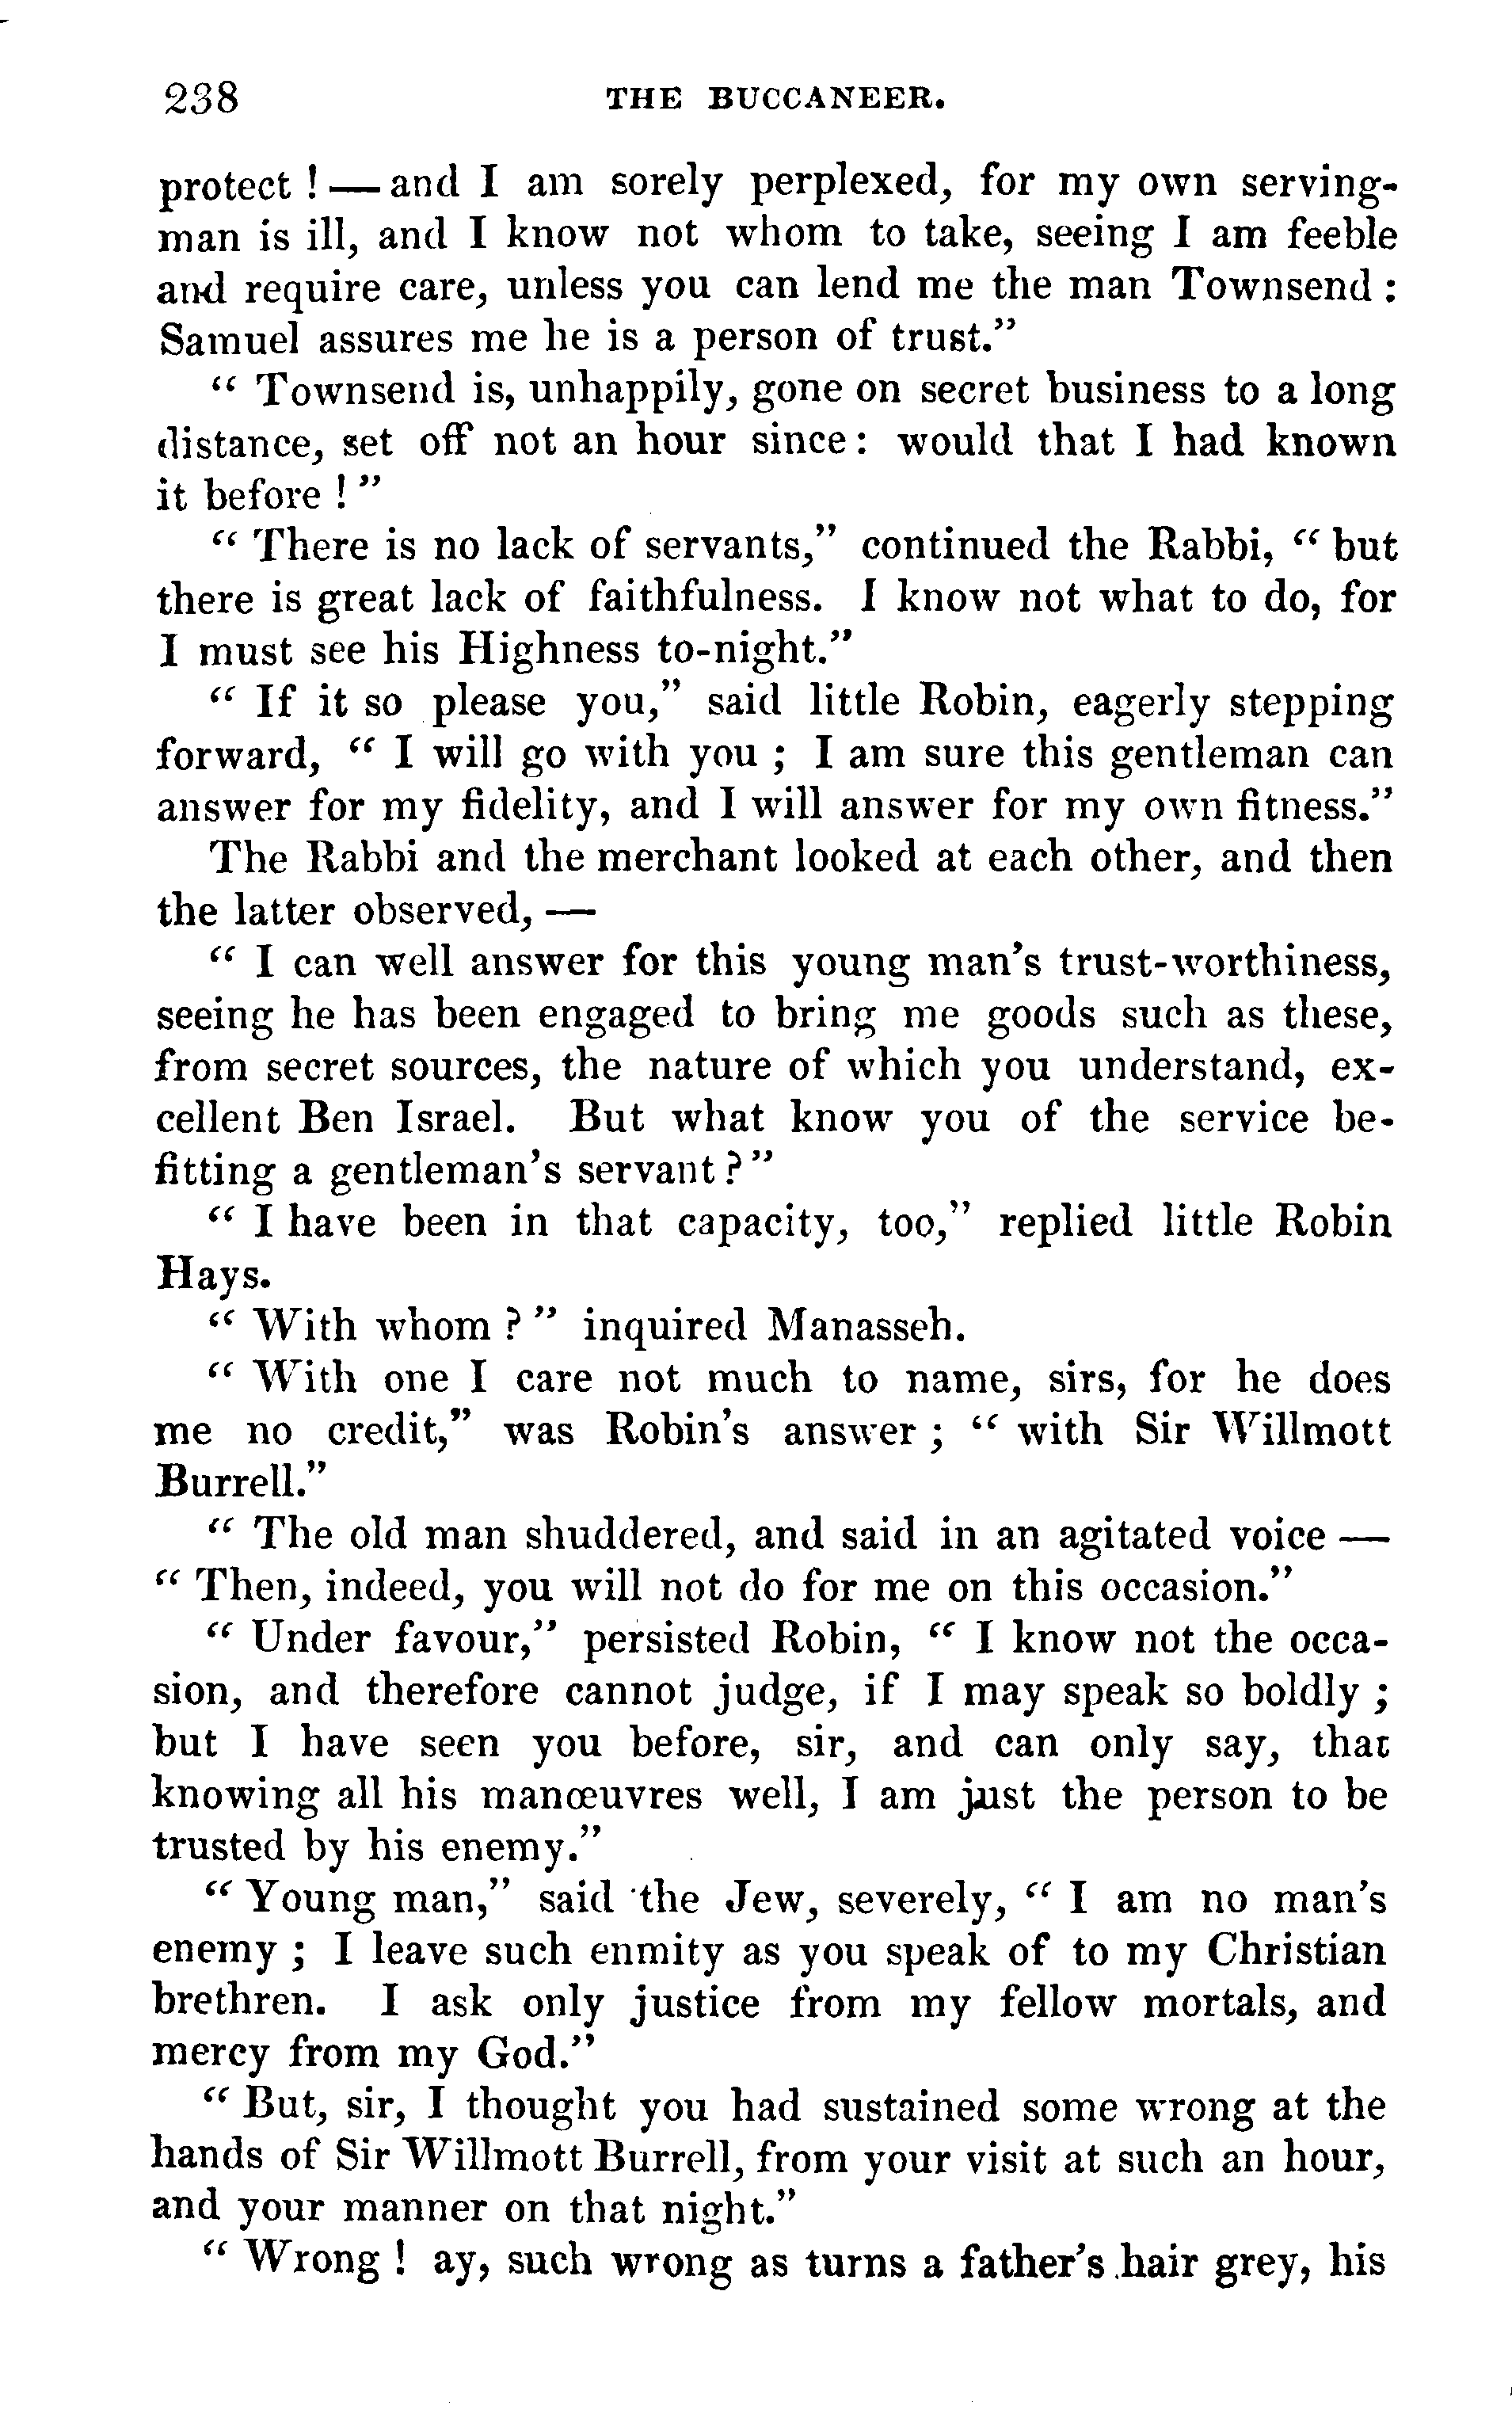 238 THE BUCCANEER.
protect ! — and I am sorely perplexed, for my own serving-
man is ill, and I know not whom to take, seeing I am feeble
and require care, unless you can lend me the man Townsend :
Samuel assures me he is a person of trust."
" Townsend is, unhappily, gone on secret business to a long
distance, set off not an hour since : would that I had known
it before ! "
" There is no lack of servants," continued the Rabbi, " but
there is great lack of faithfulness. I know not what to do, for
I must see his Highness to-night."
" If it so please you," said little Robin, eagerly stepping
forward, " I will go with you ; I am sure this gentleman can
answer for my fidelity, and I will answer for my own fitness."
The Rabbi and the merchant looked at each other, and then
the latter observed, —
" I can well answer for this young man's trust-worthiness,
seeing he has been engaged to bring me goods such as these,
from secret sources, the nature of which you understand, ex-
cellent Ben Israel. But what know you of the service be-
fitting a gentleman's servant ? "
" I have been in that capacity, too," replied little Robin
Hays.
" With whom ? " inquired Manasseh.
" With one I care not much to name, sirs, for he does
me no credit," was Robin's answer ; " with Sir Willmott
Burrell."
" The old man shuddered, and said in an agitated voice —
" Then, indeed, you will not do for me on this occasion."
" Under favour," persisted Robin, " I know not the occa-
sion, and therefore cannot judge, if I may speak so boldly ;
but I have seen you before, sir, and can only say, that
knowing all his manœuvres well, I am just the person to be
trusted by his enemy."
" Young man," said the Jew, severely, " I am no man's
enemy ; I leave such enmity as you speak of to my Christian
brethren. I ask only justice from my fellow mortals, and
mercy from my God."
" But, sir, I thought you had sustained some wrong at the
hands of Sir Willmott Burrell, from your visit at such an hour,
and your manner on that night."
" Wrong ! ay, such wrong as turns a father's hair grey, his